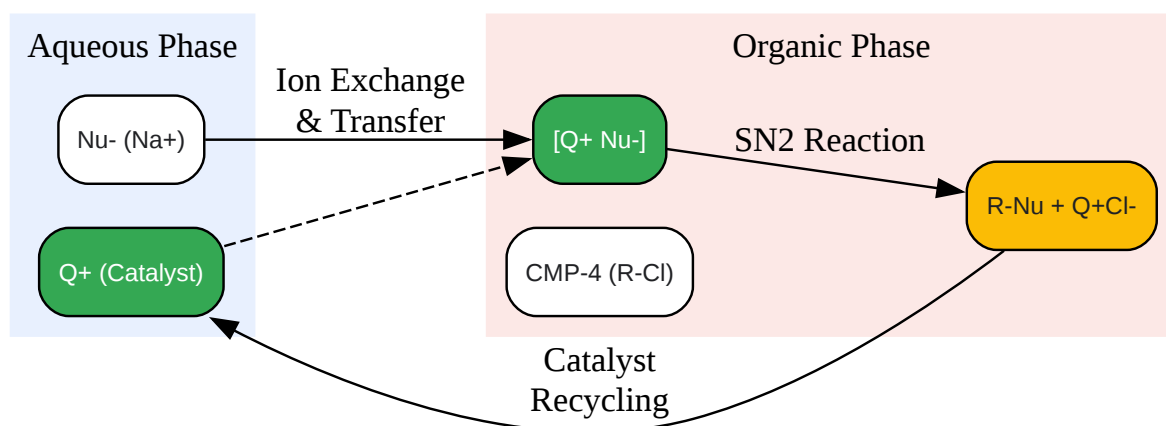 Aqueous Phase
Organic Phase
Ion Exchange
& Transfer
Nu- (Na+)
[Q+ Nu-]
SN2 Reaction
R-Nu + Q+Cl-
Q+ (Catalyst)
CMP-4 (R-Cl)
Catalyst
Recycling